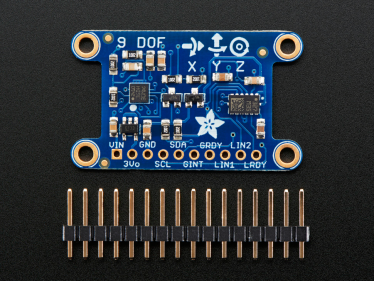 9 DOF
X Y Z
VIN GND SDA GRDY LIN2
3Vo SCL GINT LIN1 LRDY